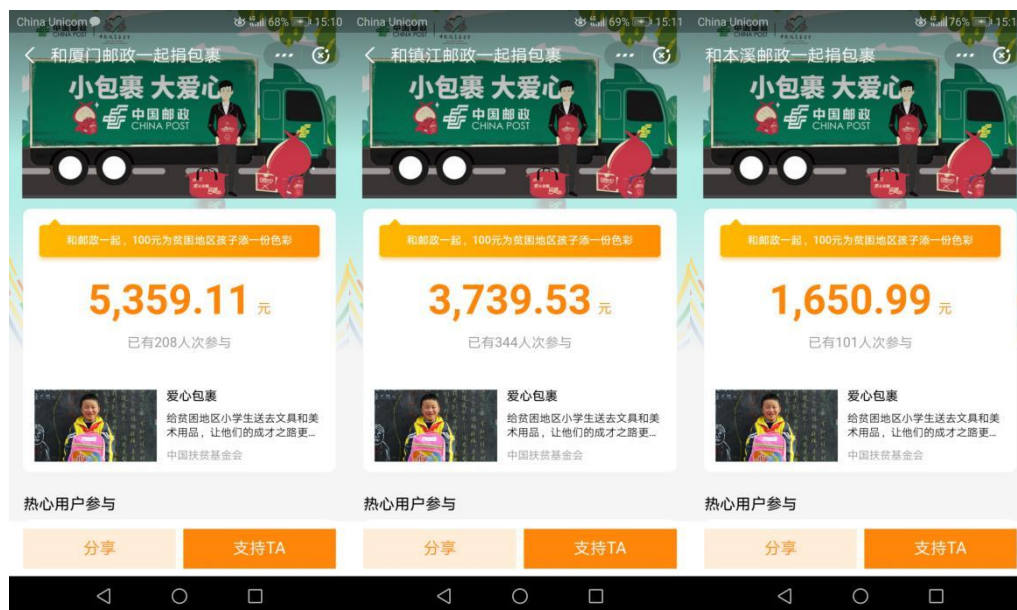 China Unicom
68%
15:10
和厦门邮政一起捐包裹
小包裹 大爱心
中国邮政
CHINA POST
和邮政一起，100元为贫困地区孩子添一份色彩
5,359.11 元
已有208人次参与
爱心包裹
给贫困地区小学生送去文具和美
术用品，让他们的成才之路更...
中国扶贫基金会
热心用户参与
分享
支持TA
China Unicom
69%
15:11
和镇江邮政一起捐包裹
小包裹 大爱心
中国邮政
CHINA POST
和邮政一起，100元为贫困地区孩子添一份色彩
3,739.53 元
已有344人次参与
爱心包裹
给贫困地区小学生送去文具和美
术用品，让他们的成才之路更...
中国扶贫基金会
热心用户参与
分享
支持TA
China Unicom
76%
15:1
和本溪邮政一起捐包裹
小包裹 大爱心
中国邮政
CHINA POST
和邮政一起，100元为贫困地区孩子添一份色彩
1,650.99 元
已有101人次参与
爱心包裹
给贫困地区小学生送去文具和美
术用品，让他们的成才之路更...
中国扶贫基金会
热心用户参与
分享
支持TA